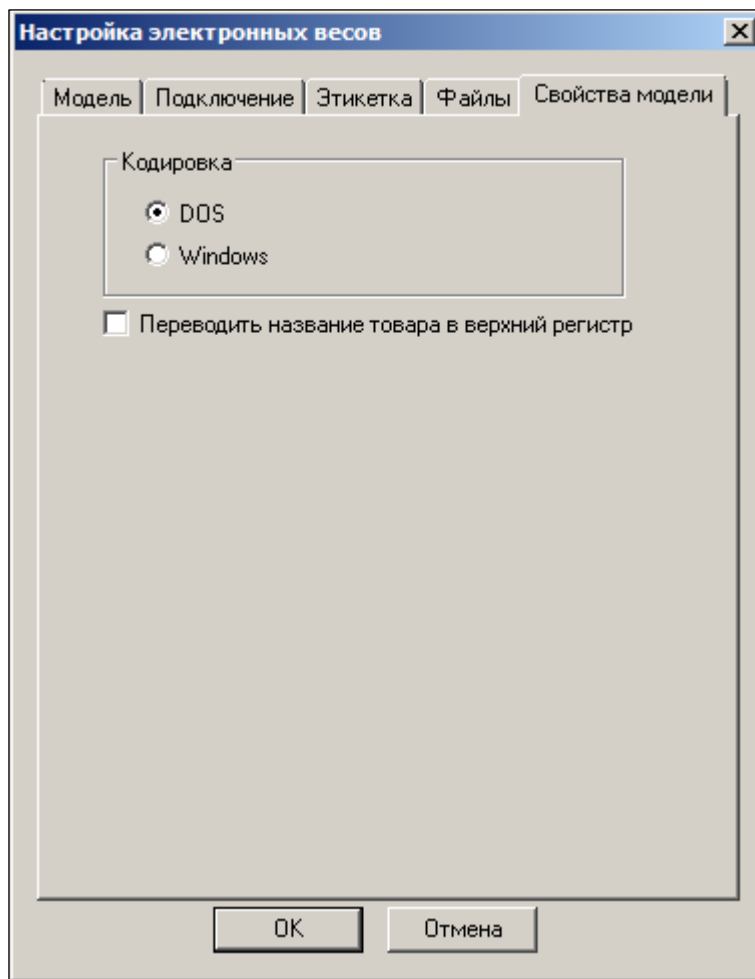 Настройка электронных весов
Модель Подключение Этикетка Файлы Свойства модели
Кодировка
DOS
Windows
Переводить название товара в верхний регистр
OK Отмена